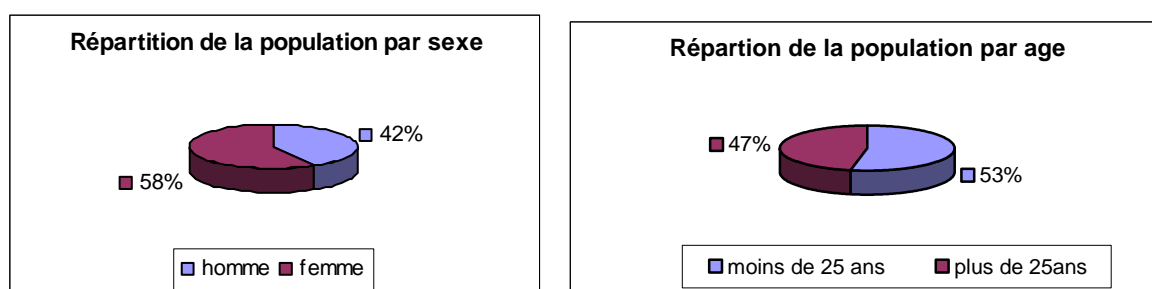 Répartition de la population par sexe
42%
58%
homme femme
Répartion de la population par age
47%
53%
moins de 25 ans plus de 25ans